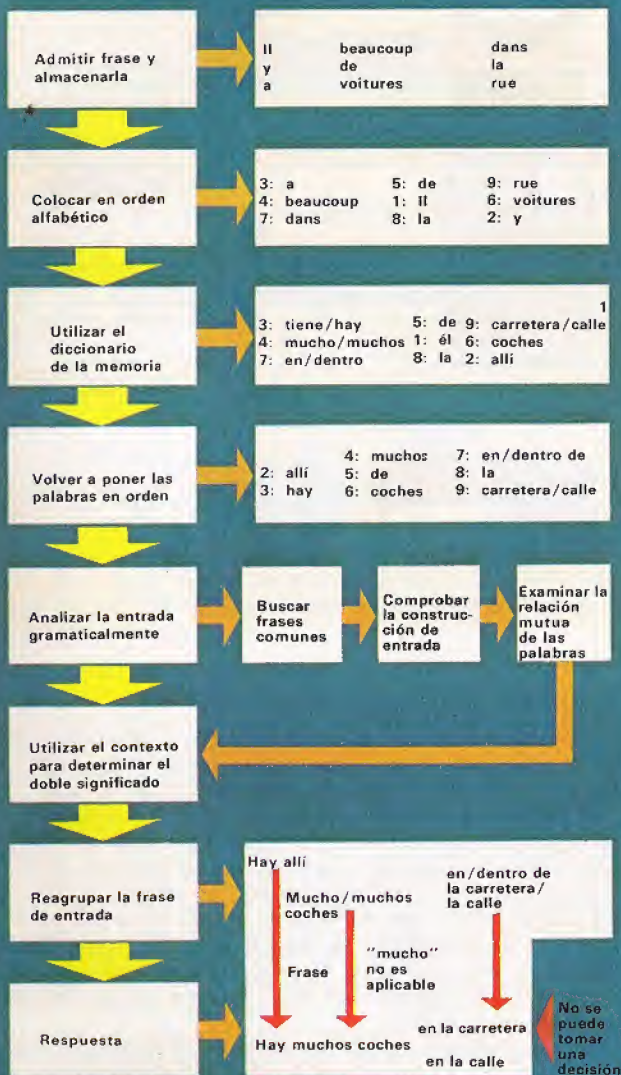 Admitir frase y
almacenarla
Il beaucoup dans
y de la
a voitures rue
Colocar en orden
alfabético
3: a 5: de 9: rue
4: beaucoup 1: Il 6: voitures
7: dans 8: la 2: y
Utilizar el
diccionario
de la memoria
1
3: tiene/hay 5: de 9: carretera/calle
4: mucho/muchos 1: él 6: coches
7: en/dentro 8: la 2: allí
Volver a poner las
palabras en orden
4: muchos 7: en/dentro de
2: allí 5: de 8: la
3: hay 6: coches 9: carretera/calle
Analizar la entrada
gramaticalmente
Buscar
frases
comunes
Comprobar
la construc-
ción de
entrada
Examinar la
relación
mutua
de las
palabras
Utilizar el contexto
para determinar el
doble significado
Reagrupar la frase
de entrada
Hay allí
Mucho/muchos
coches
en/dentro de
la carretera/
la calle
Frase
"mucho"
no es
aplicable
Respuesta
Hay muchos coches
en la carretera
en la calle
No se
puede
tomar
una
decisión